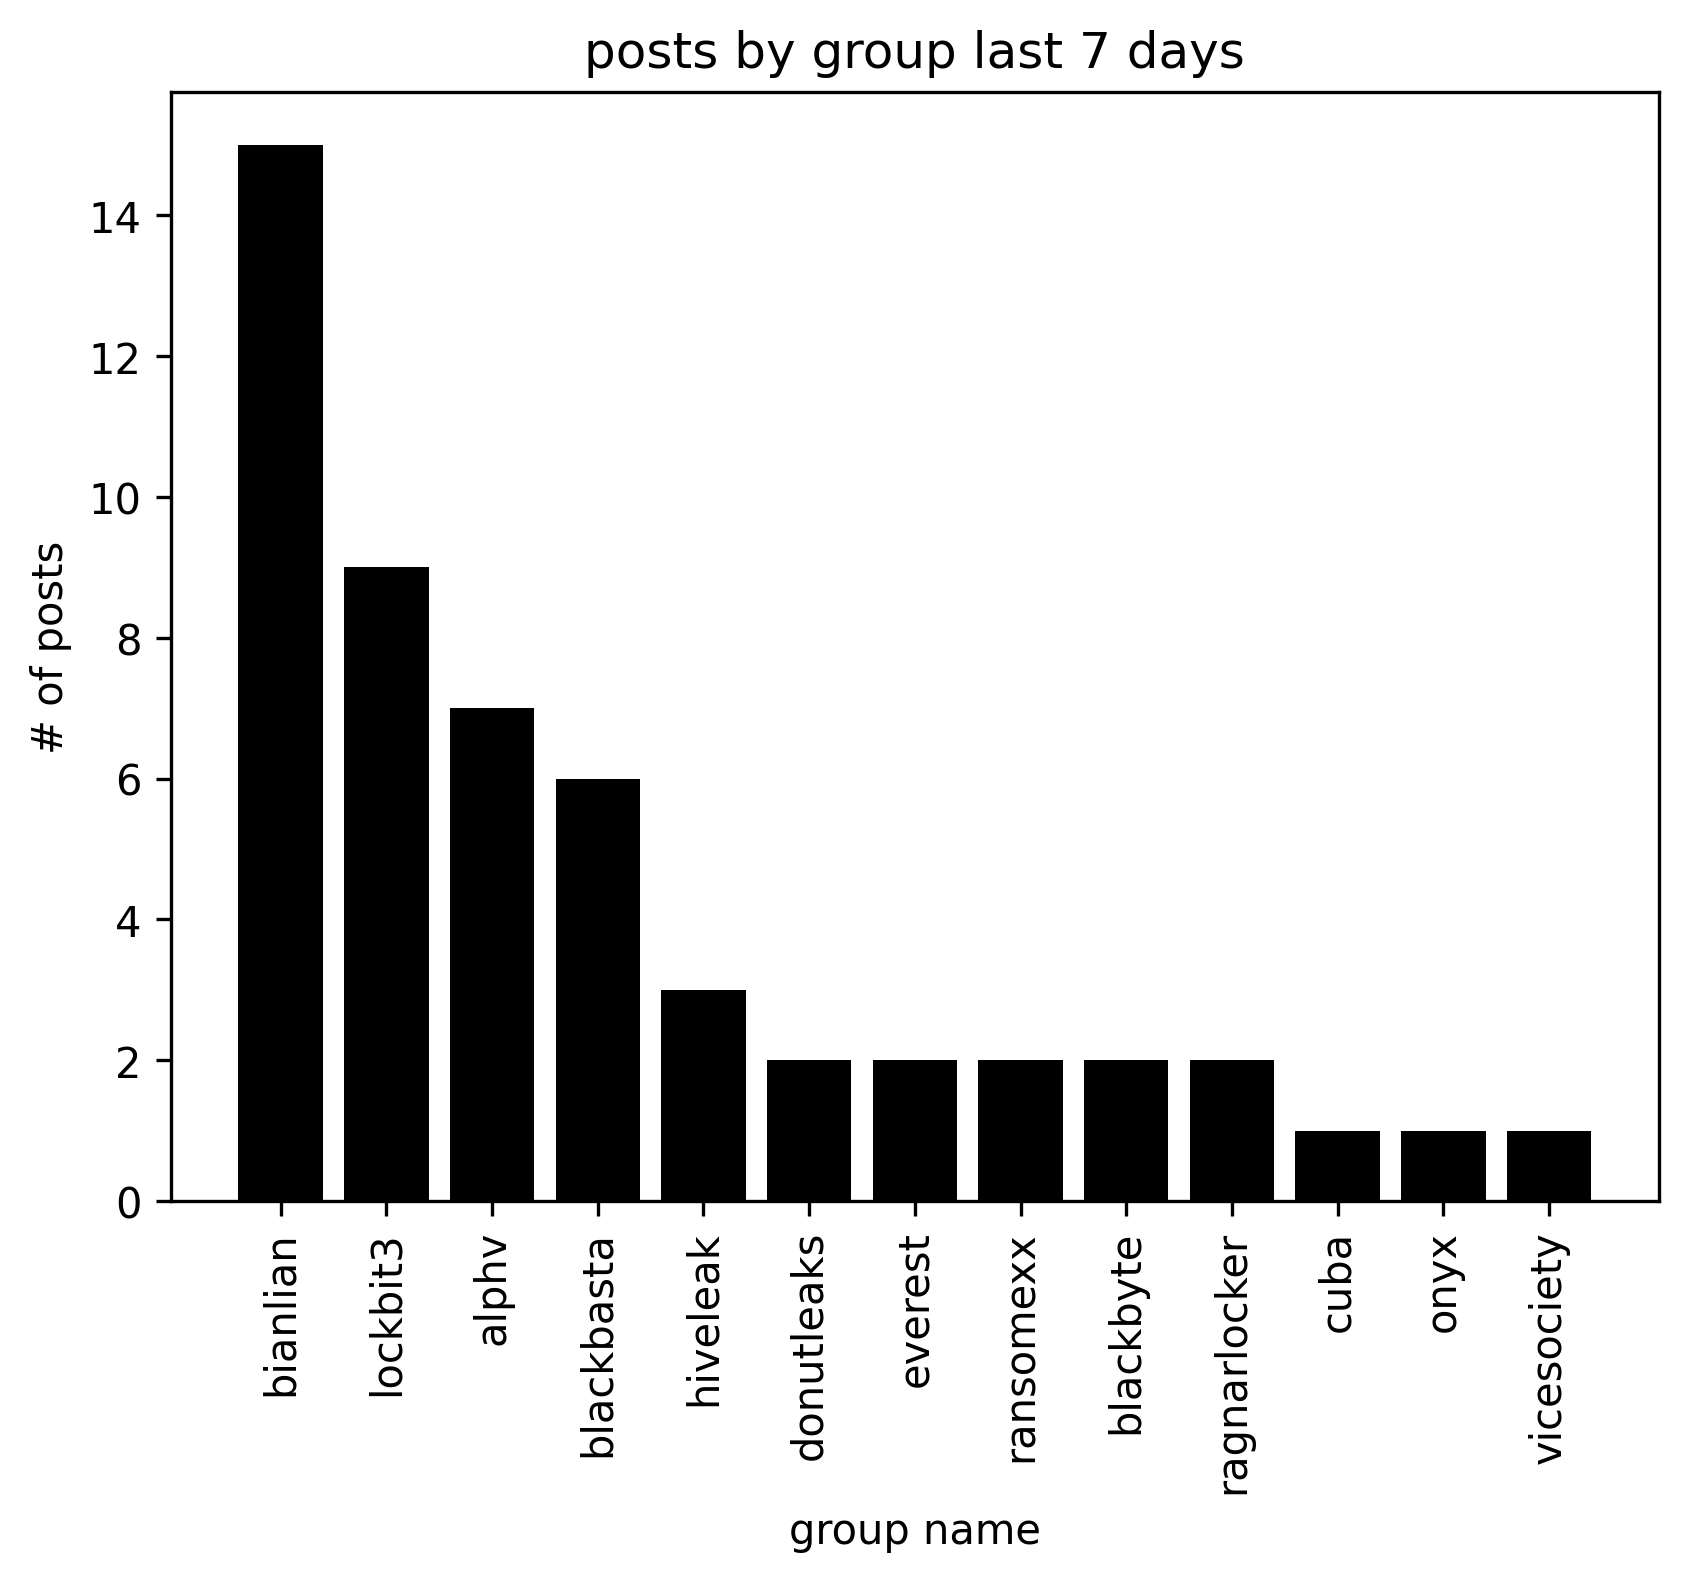 posts by group last 7 days
# of posts
14
12
10
8
6
4
2
0
bianlian
lockbit3
alphv
blackbasta
hiveleak
donutleaks
everest
ransomexx
blackbyte
ragnarlocker
cuba
onyx
vicesociety
group name